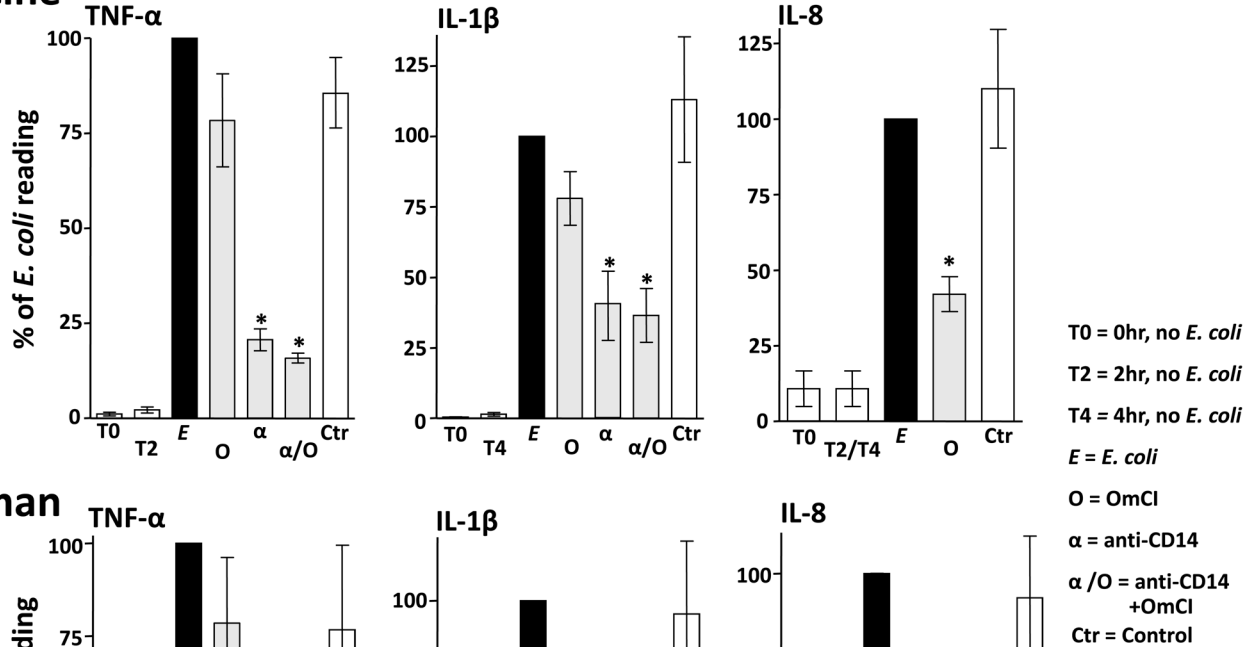 TNF-α
IL-1β
IL-8
% of E. coli reading
100
75
50
25
0
T0
T2
E
O
α
α/O
Ctr
*
*
125
100
75
50
25
0
T0
T4
E
O
α
α/O
Ctr
*
*
125
100
75
50
25
0
T0
T2/T4
E
O
Ctr
*
T0 = 0hr, no E. coli
T2 = 2hr, no E. coli
T4 = 4hr, no E. coli
E = E. coli
O = OmCI
α = anti-CD14
α /O = anti-CD14
+OmCI
Ctr = Control
TNF-α
IL-1β
IL-8
100
75
100
100